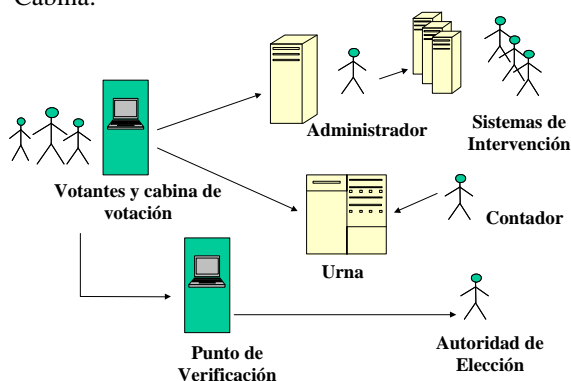 Cabina.
Administrador
Sistemas de
Intervención
Votantes y cabina de
votación
Contador
Urna
Punto de
Verificación
Autoridad de
Elección